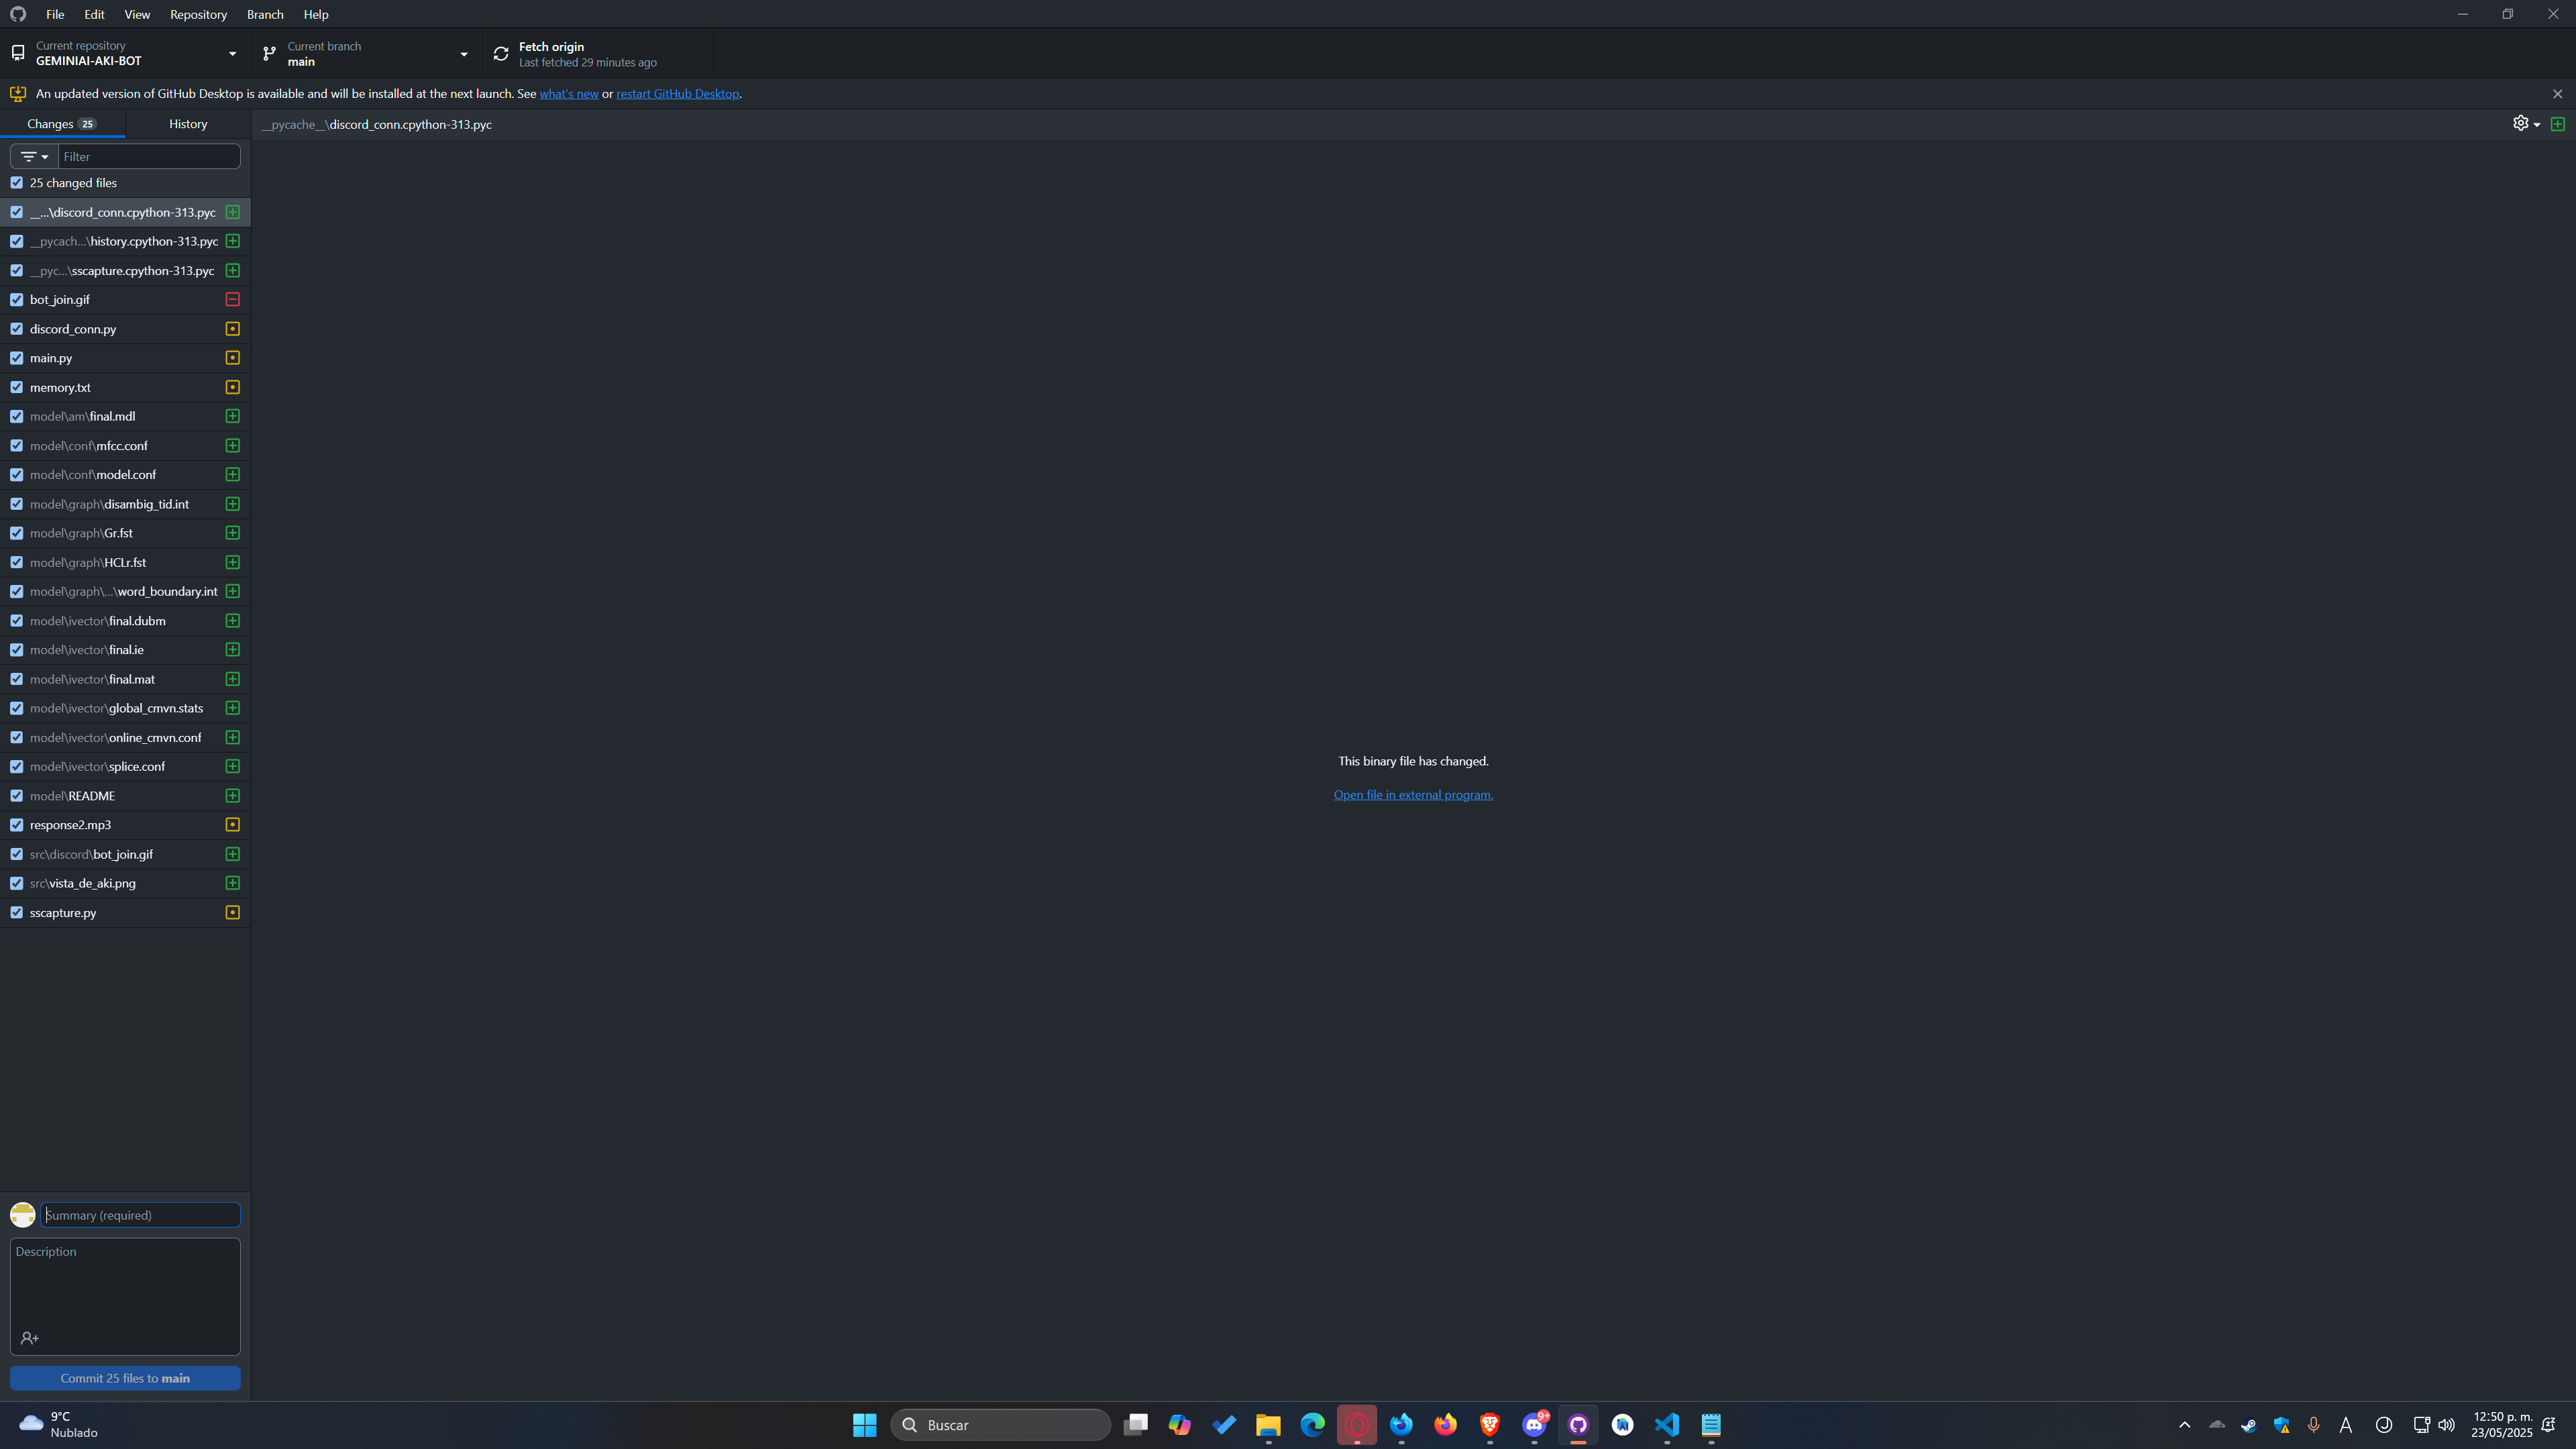 File Edit View Repository Branch Help
Current repository
GEMINIAI-AKI-BOT
Current branch
main
Fetch origin
Last fetched 29 minutes ago
An updated version of GitHub Desktop is available and will be installed at the next launch. See what's new or restart GitHub Desktop.
Changes 25
History
__pycache__\discord_conn.cpython-313.pyc
Filter
25 changed files
__...\discord_conn.cpython-313.pyc
__pycach...\history.cpython-313.pyc
__pyc...\sscapture.cpython-313.pyc
bot_join.gif
discord_conn.py
main.py
memory.txt
model\am\final.mdl
model\conf\mfcc.conf
model\conf\model.conf
model\graph\disambig_tid.int
model\graph\Gr.fst
model\graph\HCLr.fst
model\graph\...\word_boundary.int
model\ivector\final.dubm
model\ivector\final.ie
model\ivector\final.mat
model\ivector\global_cmvn.stats
model\ivector\online_cmvn.conf
model\ivector\splice.conf
model\README
response2.mp3
src\discord\bot_join.gif
src\vista_de_aki.png
sscapture.py
This binary file has changed.
Open file in external program.
Summary (required)
Description
Commit 25 files to main
9°C
Nublado
Buscar
9+
12:50 p. m.
23/05/2025